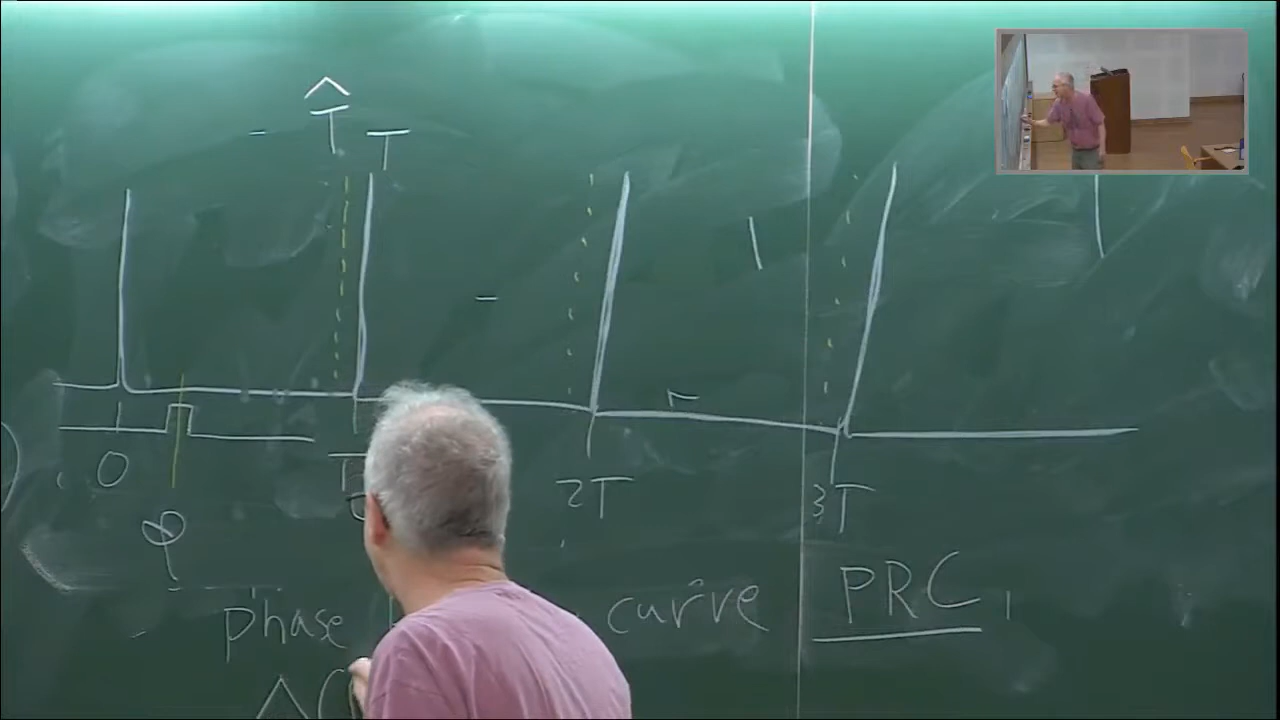 T̂ T
0 T 2T 3T
φ
phase curve PRC
Δ(